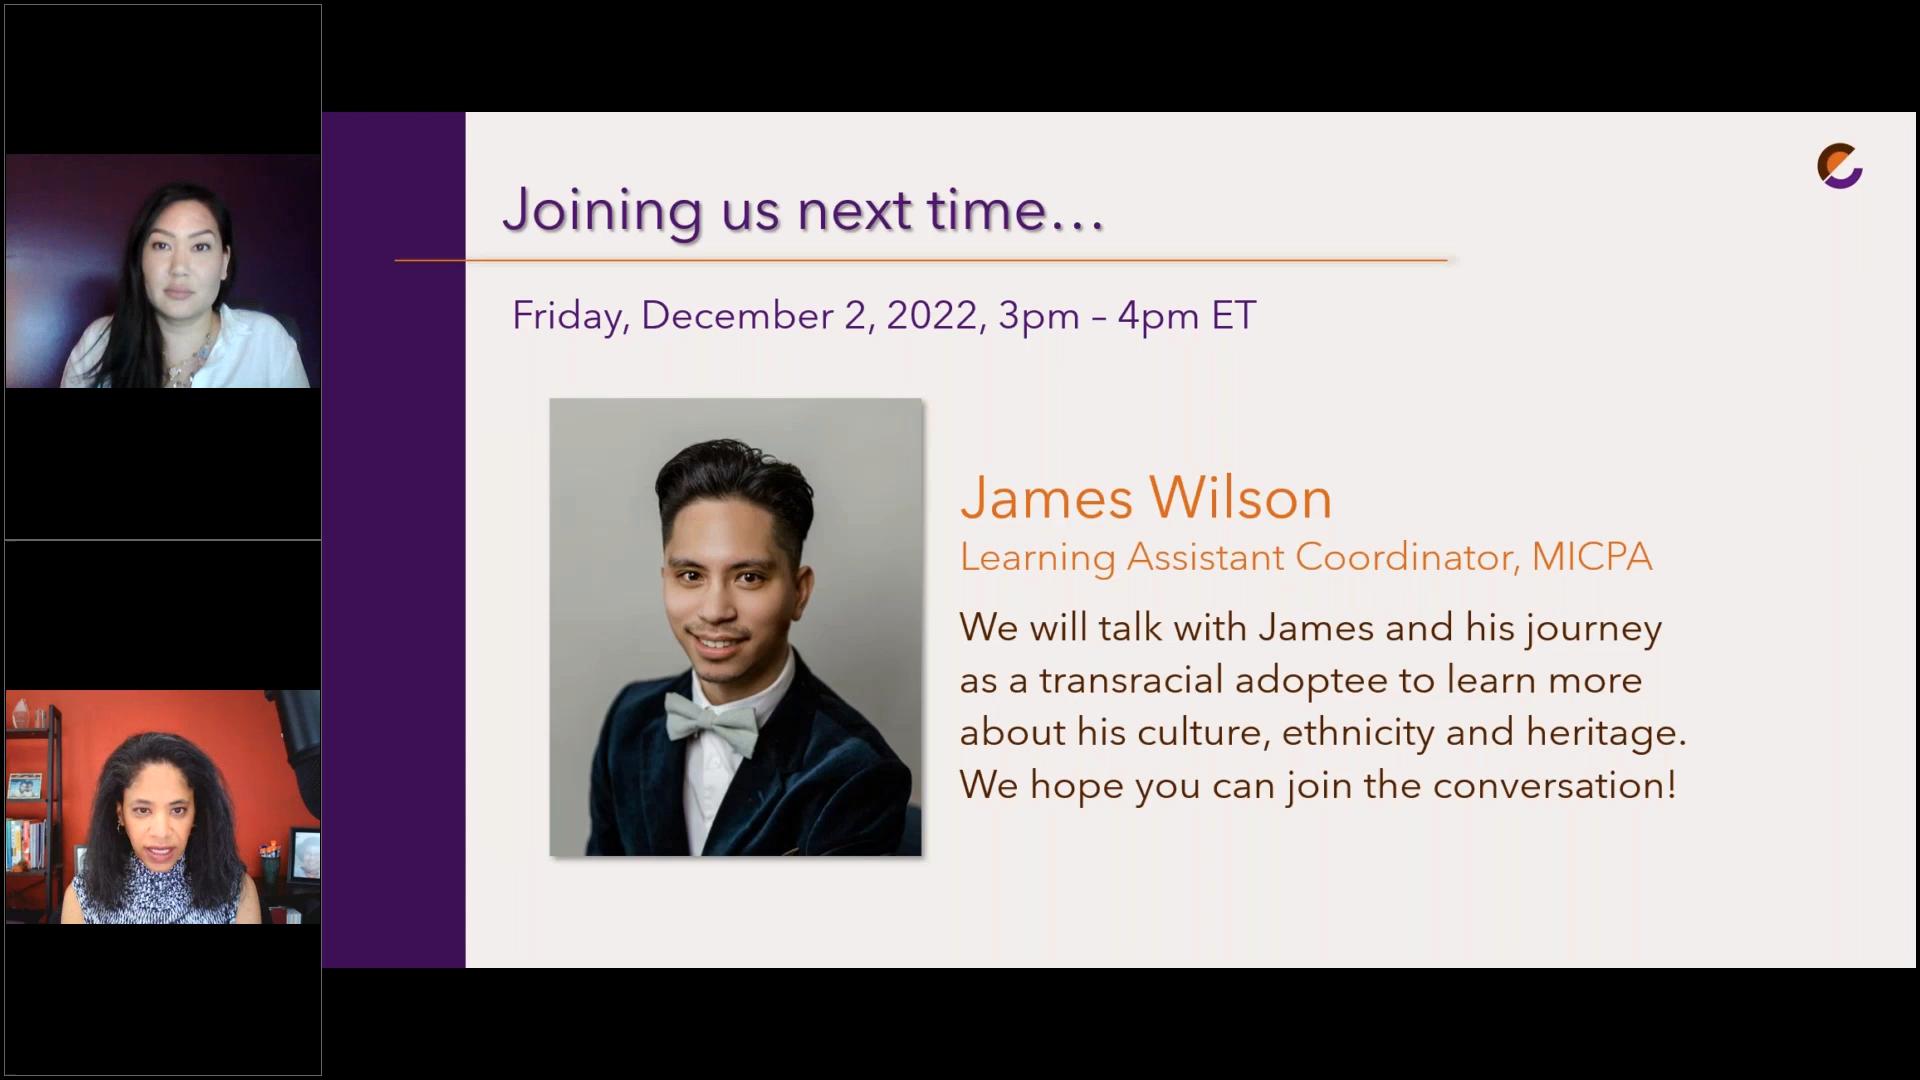 Joining us next time...
Friday, December 2, 2022, 3pm – 4pm ET
James Wilson
Learning Assistant Coordinator, MICPA
We will talk with James and his journey
as a transracial adoptee to learn more
about his culture, ethnicity and heritage.
We hope you can join the conversation!